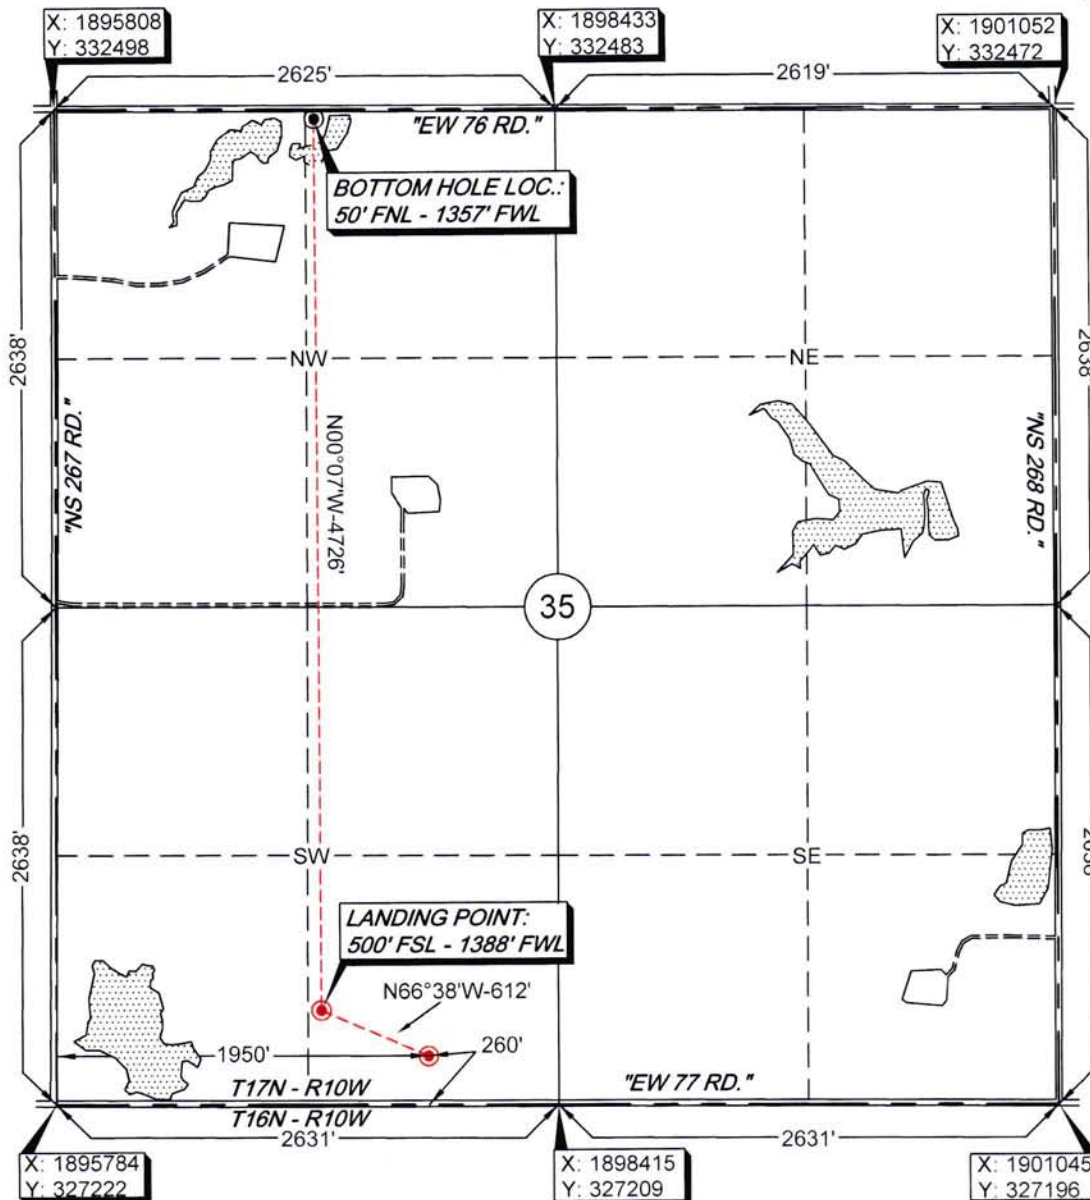 X: 1895808
Y: 332498
X: 1898433
Y: 332483
X: 1901052
Y: 332472
2625'
2619'
"EW 76 RD."
BOTTOM HOLE LOC.:
50' FNL - 1357' FWL
2638'
NW
NE
2638'
"NS 267 RD."
N00°07'W-4726'
"NS 268 RD."
35
2638'
SW
SE
LANDING POINT:
500' FSL - 1388' FWL
N66°38'W-612'
1950'
260'
T17N - R10W
"EW 77 RD."
T16N - R10W
2631'
2631'
X: 1895784
Y: 327222
X: 1898415
Y: 327209
X: 1901045
Y: 327196